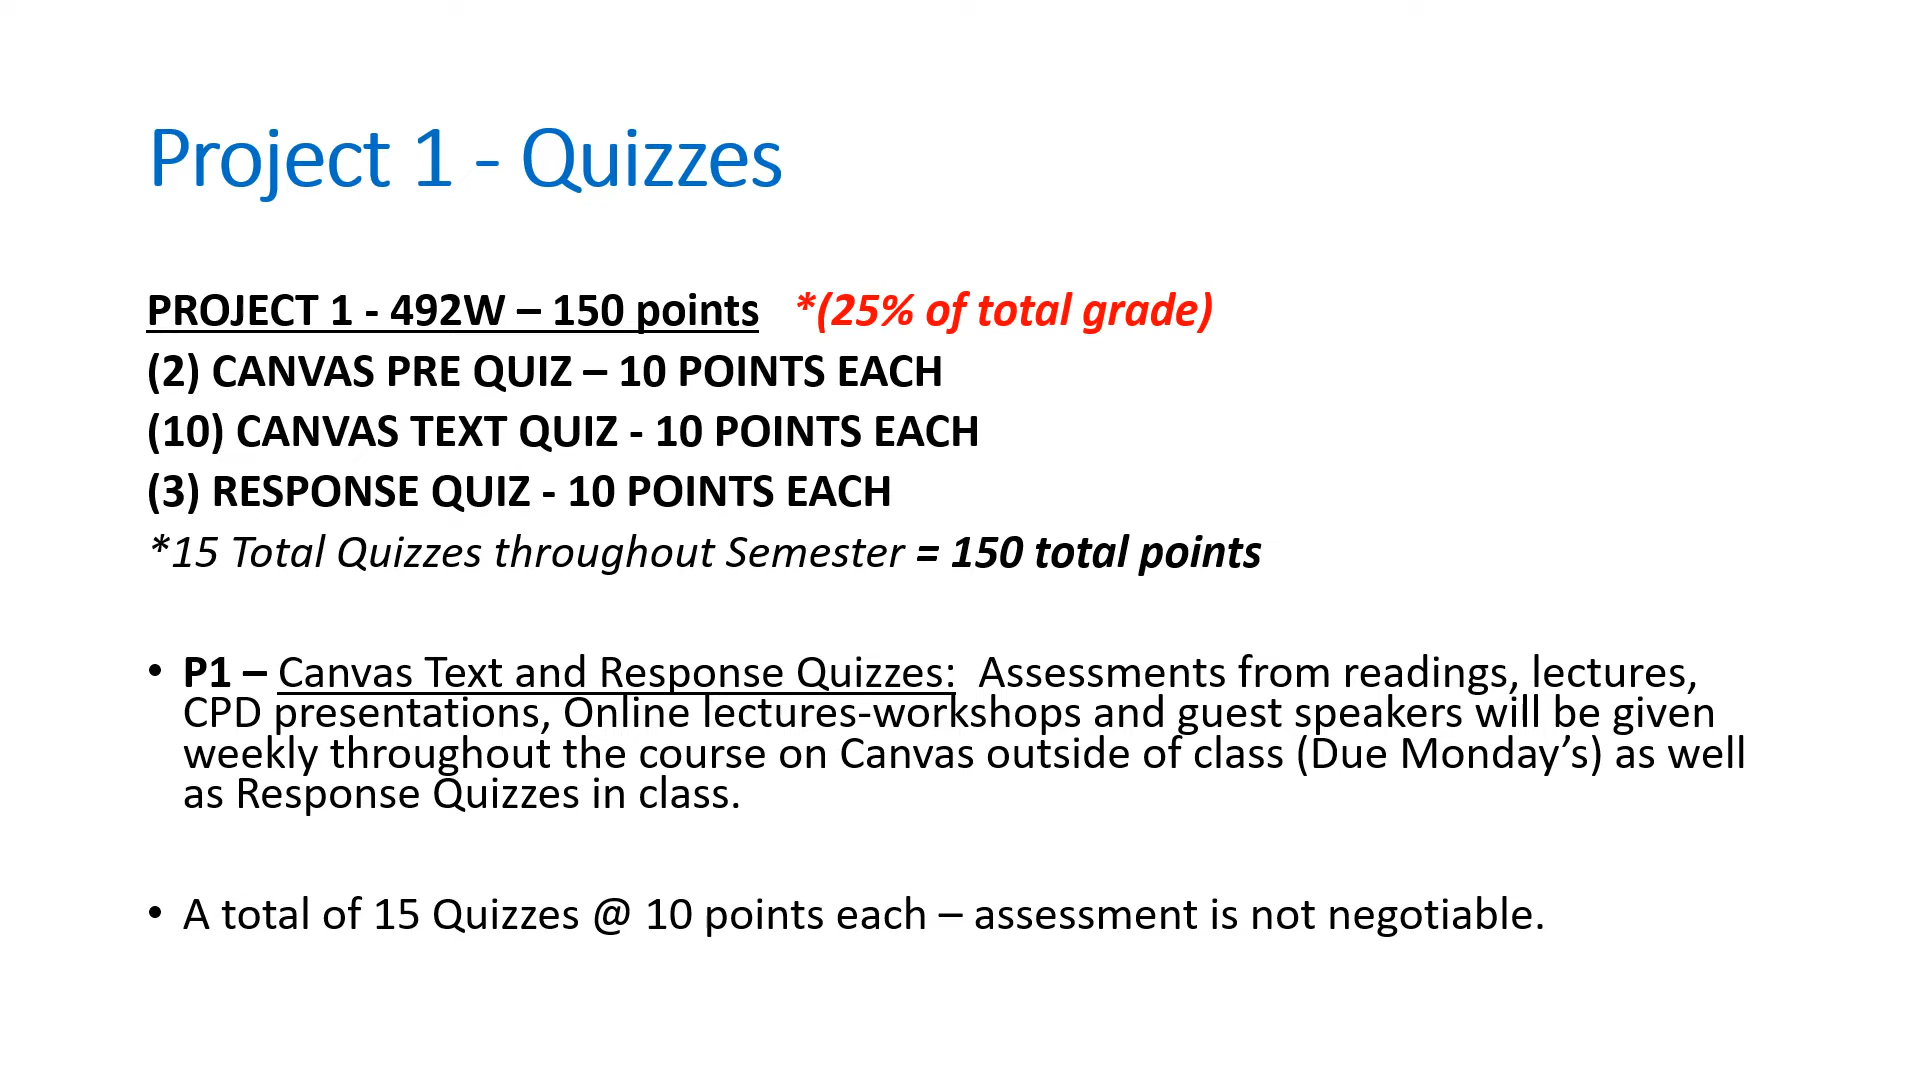 Project 1 - Quizzes
PROJECT 1 - 492W – 150 points *(25% of total grade)
(2) CANVAS PRE QUIZ – 10 POINTS EACH
(10) CANVAS TEXT QUIZ - 10 POINTS EACH
(3) RESPONSE QUIZ - 10 POINTS EACH
*15 Total Quizzes throughout Semester = 150 total points
• P1 – Canvas Text and Response Quizzes: Assessments from readings, lectures,
CPD presentations, Online lectures-workshops and guest speakers will be given
weekly throughout the course on Canvas outside of class (Due Monday’s) as well
as Response Quizzes in class.
• A total of 15 Quizzes @ 10 points each – assessment is not negotiable.